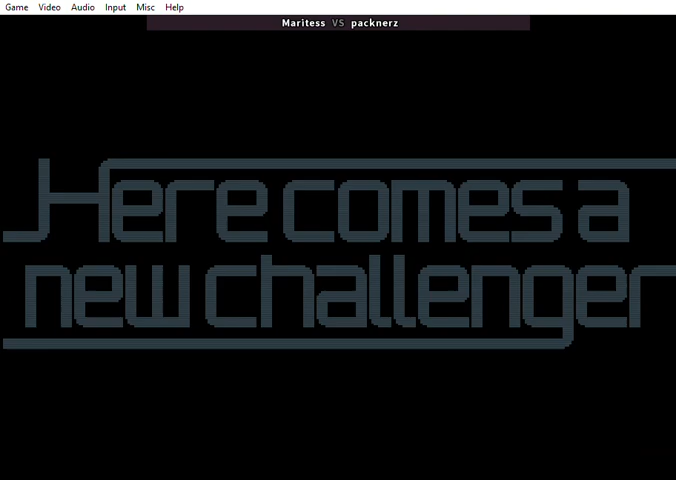 Game Video Audio Input Misc Help
Maritess VS packnerz
Here comes a
new challenger